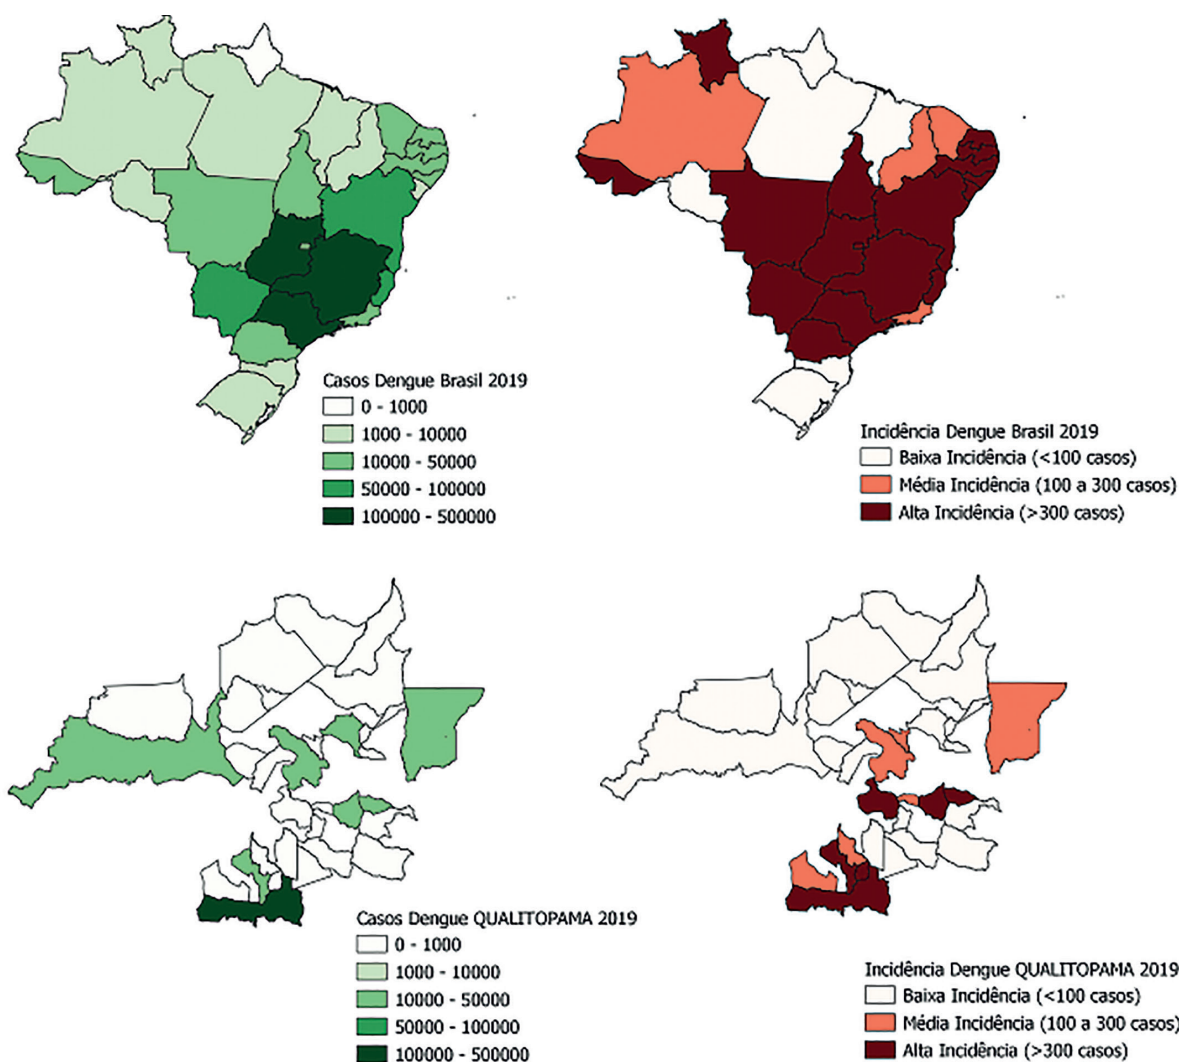 Casos Dengue Brasil 2019
0 - 1000
1000 - 10000
10000 - 50000
50000 - 100000
100000 - 500000
Incidência Dengue Brasil 2019
Baixa Incidência (<100 casos)
Média Incidência (100 a 300 casos)
Alta Incidência (>300 casos)
Casos Dengue QUALITOPAMA 2019
0 - 1000
1000 - 10000
10000 - 50000
50000 - 100000
100000 - 500000
Incidência Dengue QUALITOPAMA 2019
Baixa Incidência (<100 casos)
Média Incidência (100 a 300 casos)
Alta Incidência (>300 casos)